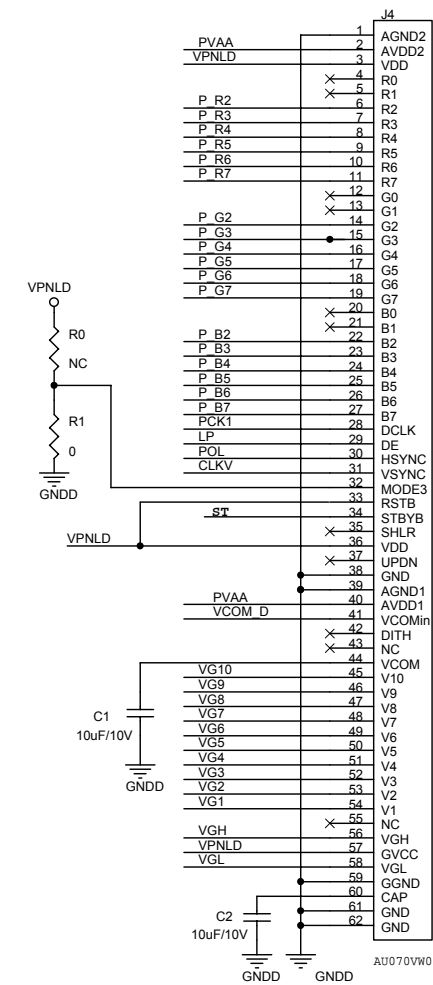 J4
1 AGND2
PVAA 2 AVDD2
VPNLD 3 VDD
4 R0
5 R1
P_R2 6 R2
P_R3 7 R3
P_R4 8 R4
P_R5 9 R5
P_R6 10 R6
P_R7 11 R7
12 G0
13 G1
P_G2 14 G2
P_G3 15 G3
P_G4 16 G4
P_G5 17 G5
P_G6 18 G6
P_G7 19 G7
20 B0
21 B1
P_B2 22 B2
P_B3 23 B3
P_B4 24 B4
P_B5 25 B5
P_B6 26 B6
P_B7 27 B7
PCK1 28 DCLK
LP 29 DE
POL 30 HSYNC
CLKV 31 VSYNC
32 MODE3
33 RSTB
ST 34 STBYB
35 SHLR
VPNLD 36 VDD
37 UPDN
38 GND
39 AGND1
PVAA 40 AVDD1
VCOM_D 41 VCOMin
42 DITH
43 NC
44 VCOM
VG10 45 V10
VG9 46 V9
VG8 47 V8
VG7 48 V7
VG6 49 V6
VG5 50 V5
VG4 51 V4
VG3 52 V3
VG2 53 V2
VG1 54 V1
55 NC
VGH 56 VGH
VPNLD 57 GVCC
VGL 58 VGL
59 GGND
60 CAP
61 GND
62 GND
AU070VW0
VPNLD
R0
NC
R1
0
GNDD
C1
10uF/10V
GNDD
C2
10uF/10V
GNDD
GNDD